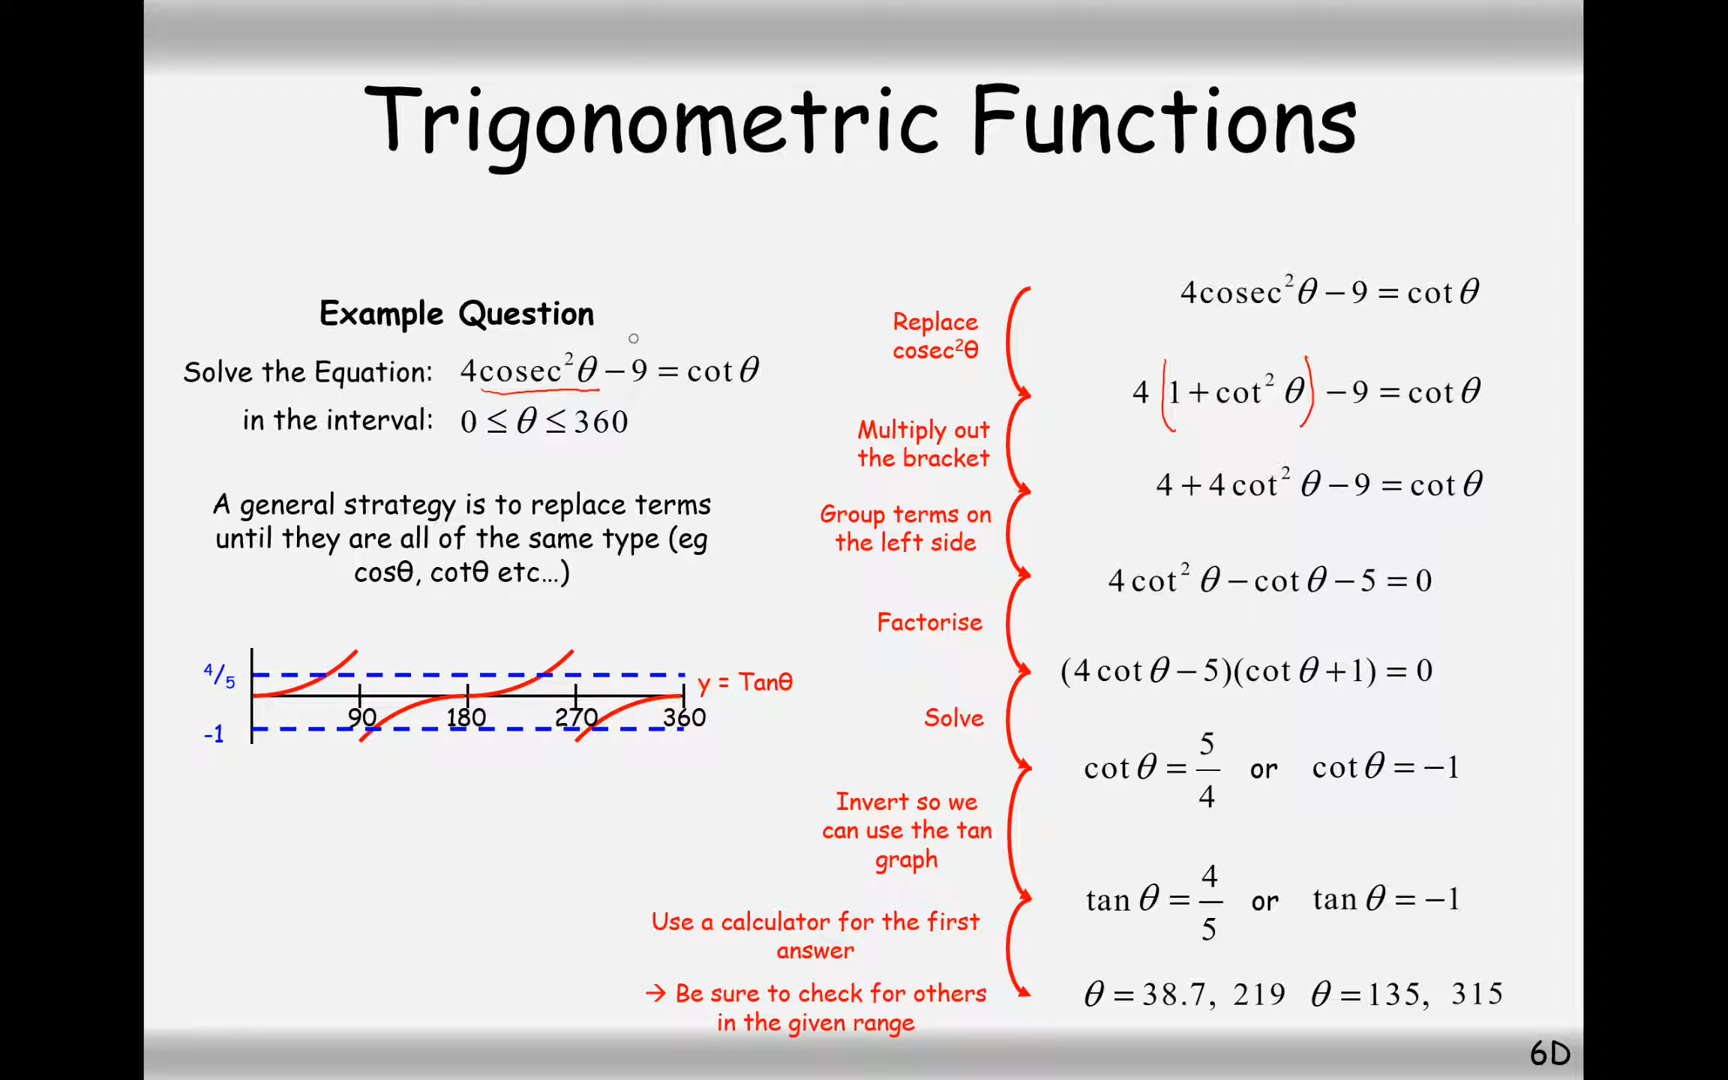 Trigonometric Functions
Example Question
Solve the Equation: 4cosec²θ − 9 = cot θ
in the interval: 0 ≤ θ ≤ 360
A general strategy is to replace terms
until they are all of the same type (eg
cosθ, cotθ etc…)
4/5
y = Tanθ
90 180 270 360
-1
4cosec²θ − 9 = cot θ
Replace
cosec²θ
4 (1 + cot² θ) − 9 = cot θ
Multiply out
the bracket
4 + 4 cot² θ − 9 = cot θ
Group terms on
the left side
4 cot² θ − cot θ − 5 = 0
Factorise
(4 cot θ − 5)(cot θ + 1) = 0
Solve
cot θ = 5/4 or cot θ = −1
Invert so we
can use the tan
graph
tan θ = 4/5 or tan θ = −1
Use a calculator for the first
answer
→ Be sure to check for others
in the given range
θ = 38.7, 219 θ = 135, 315
6D